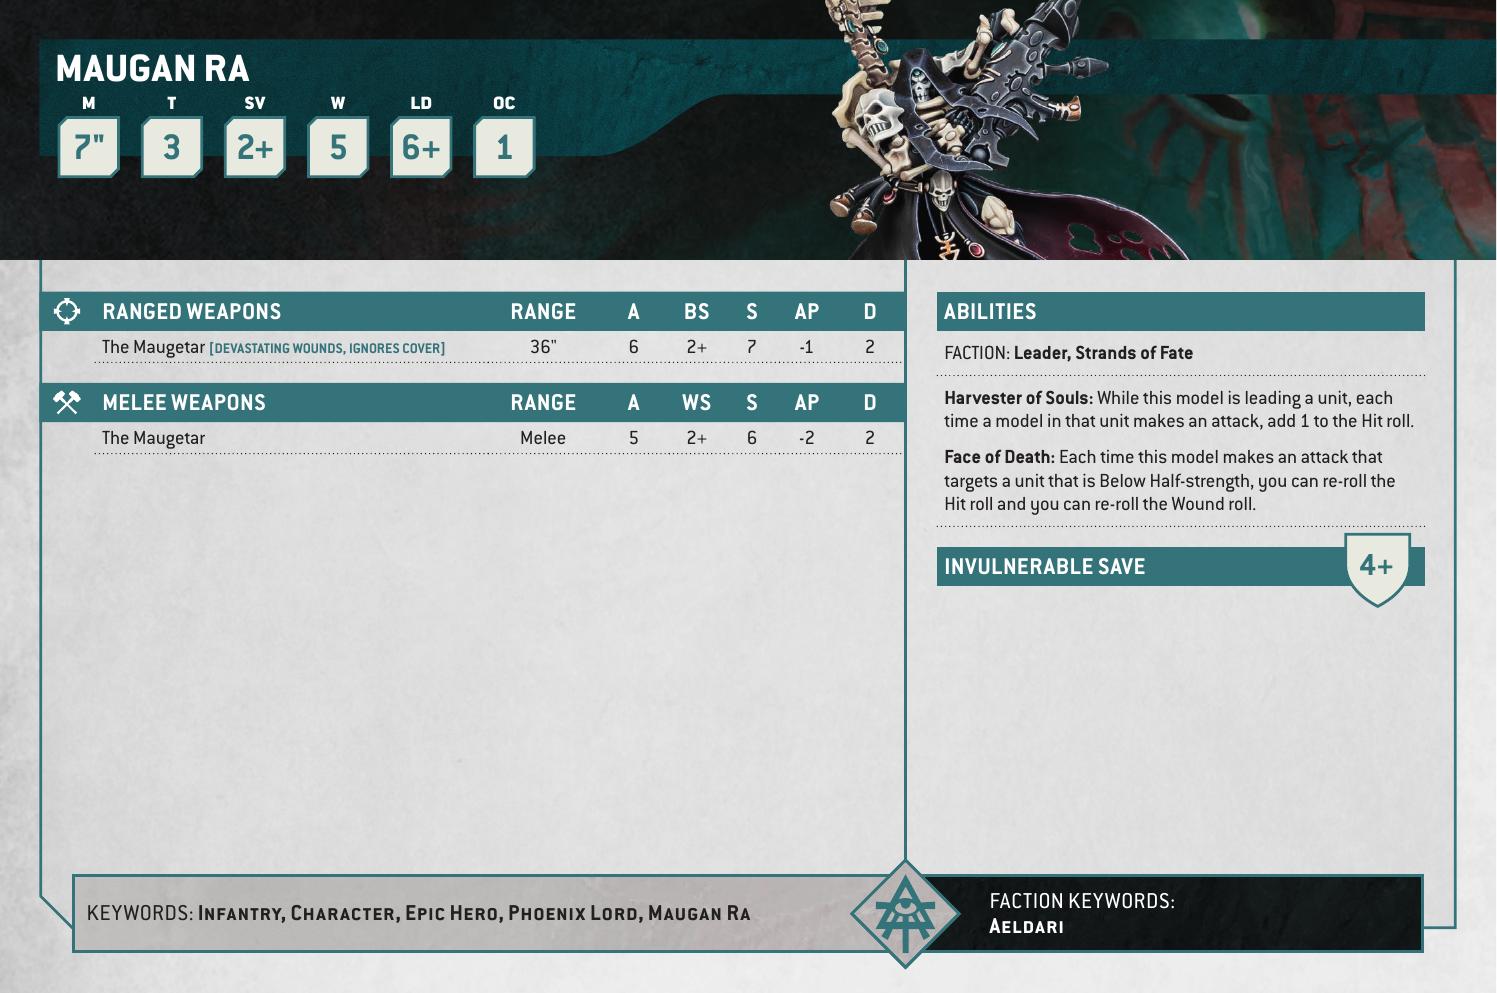 MAUGAN RA
M T SV W LD OC
7" 3 2+ 5 6+ 1
RANGED WEAPONS RANGE A BS S AP D
The Maugetar [DEVASTATING WOUNDS, IGNORES COVER] 36" 6 2+ 7 -1 2
MELEE WEAPONS RANGE A WS S AP D
The Maugetar Melee 5 2+ 6 -2 2
ABILITIES
FACTION: Leader, Strands of Fate
Harvester of Souls: While this model is leading a unit, each
time a model in that unit makes an attack, add 1 to the Hit roll.
Face of Death: Each time this model makes an attack that
targets a unit that is Below Half-strength, you can re-roll the
Hit roll and you can re-roll the Wound roll.
INVULNERABLE SAVE 4+
KEYWORDS: INFANTRY, CHARACTER, EPIC HERO, PHOENIX LORD, MAUGAN RA
FACTION KEYWORDS:
AELDARI